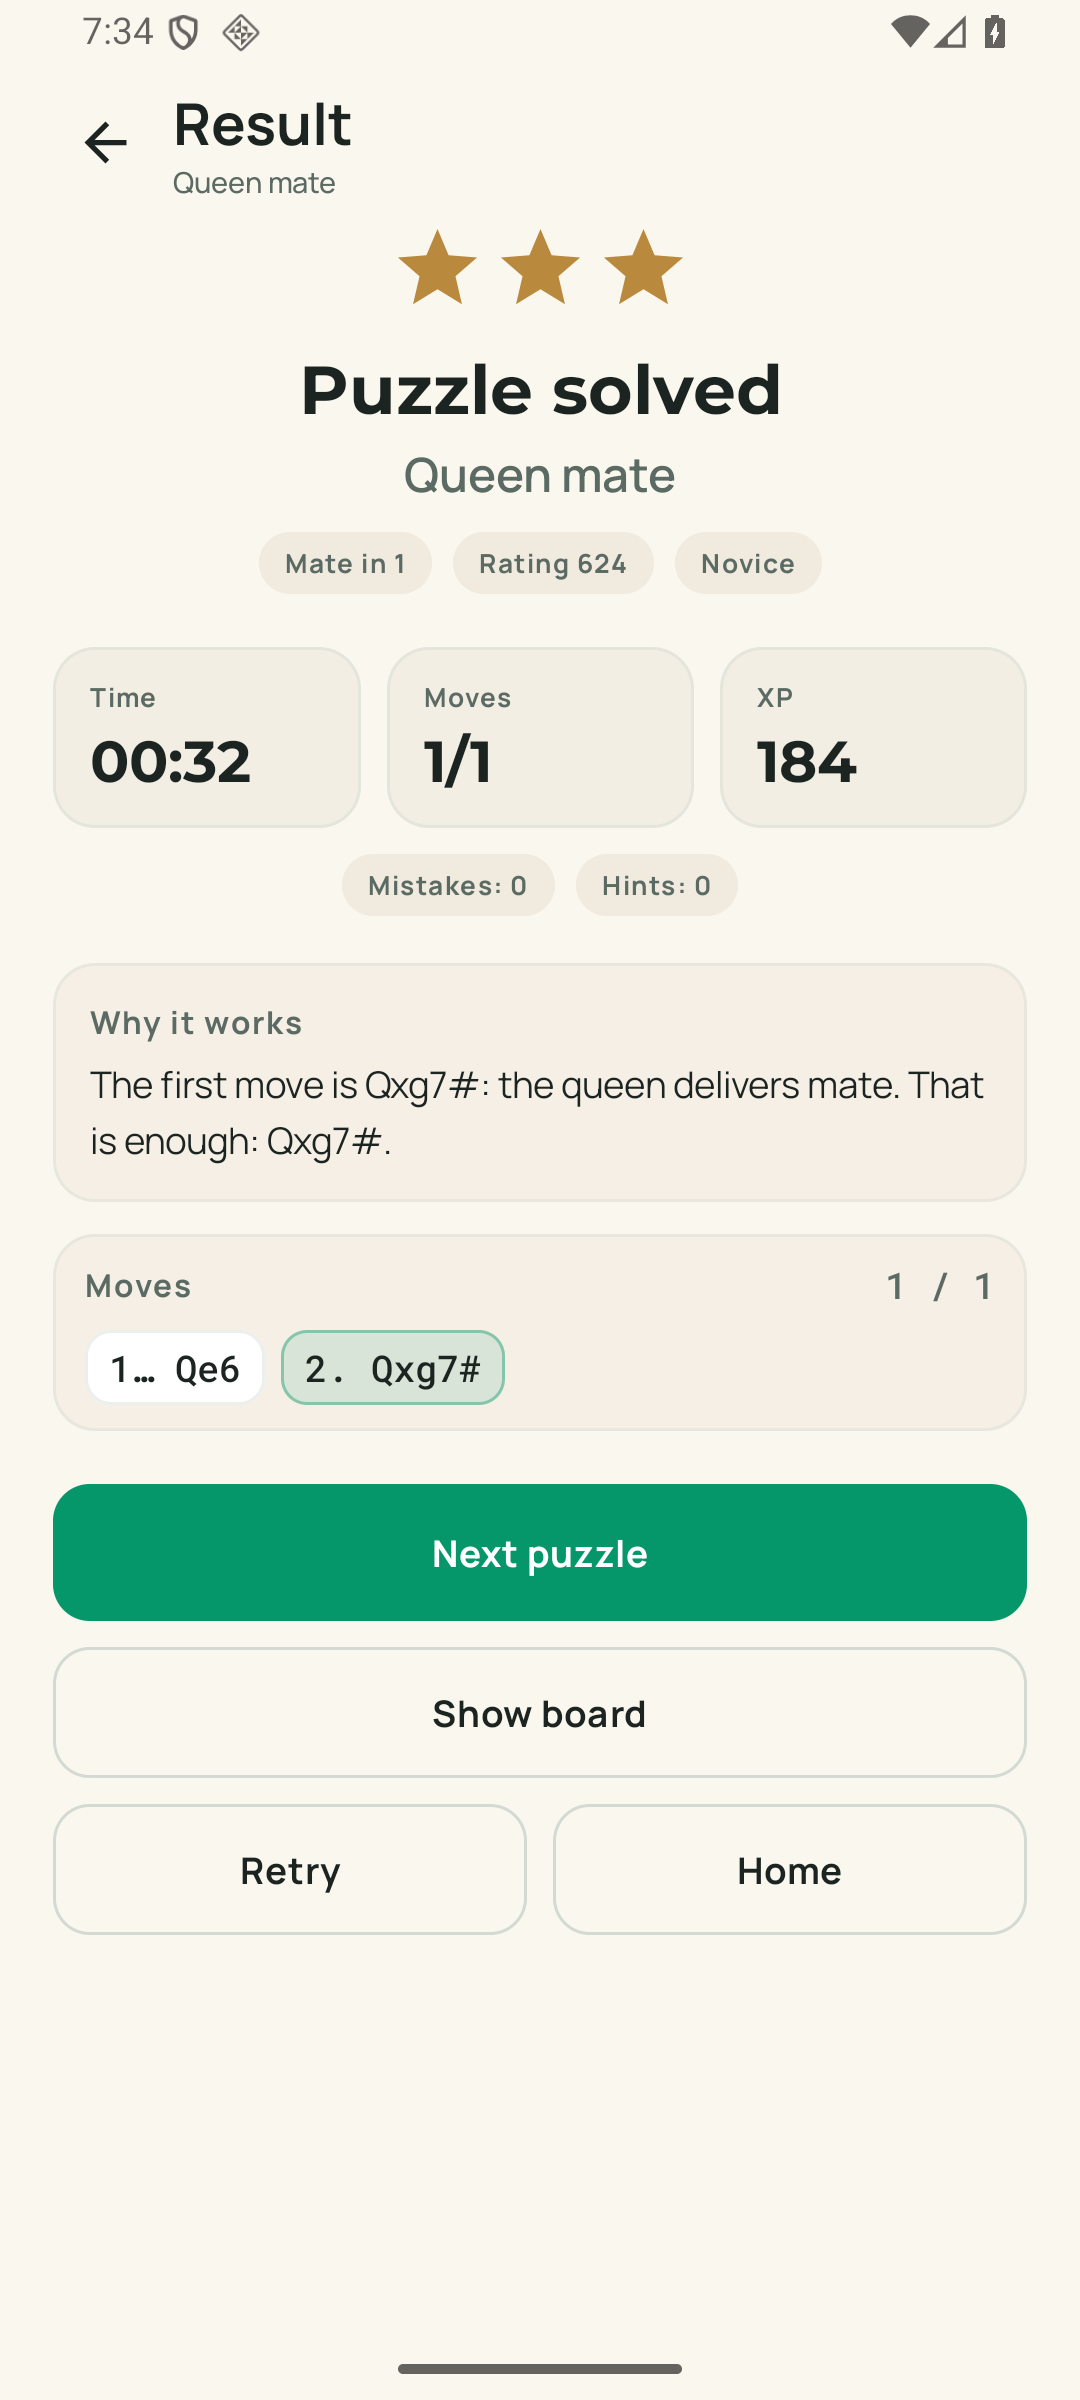 7:34
Result
Queen mate
Puzzle solved
Queen mate
Mate in 1
Rating 624
Novice
Time
00:32
Moves
1/1
XP
184
Mistakes: 0
Hints: 0
Why it works
The first move is Qxg7#: the queen delivers mate. That
is enough: Qxg7#.
Moves
1 / 1
1… Qe6
2. Qxg7#
Next puzzle
Show board
Retry
Home